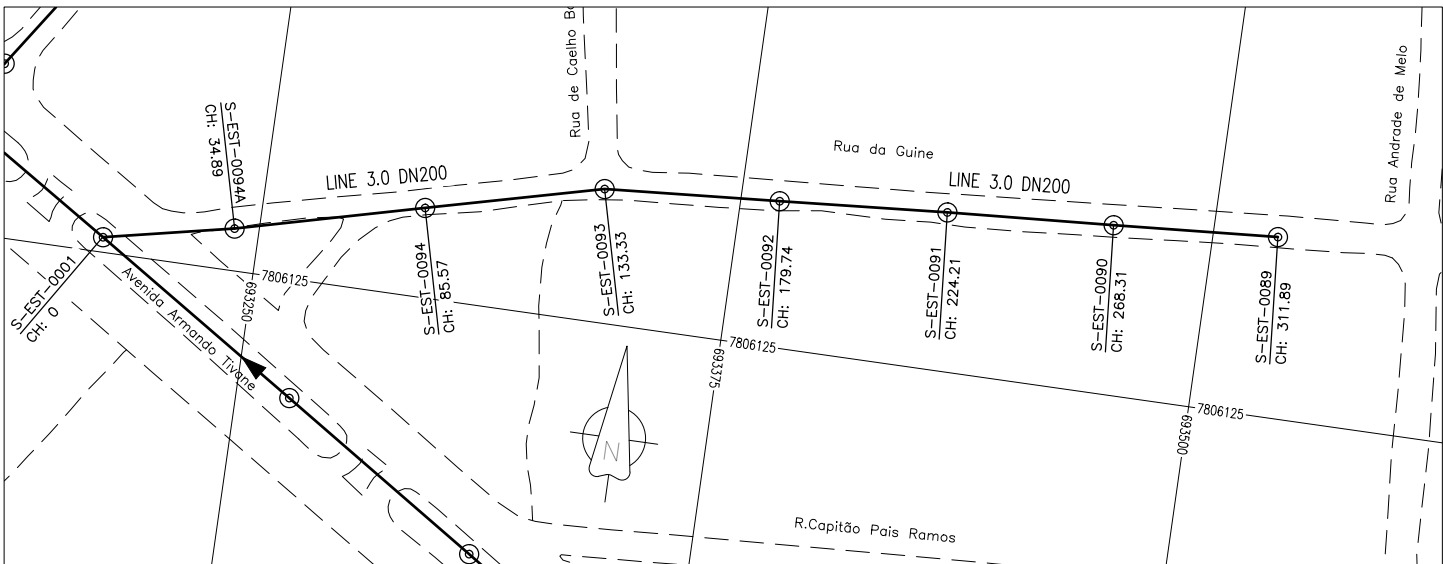 Rua de Caelho Bo
Rua Andrade de Melo
Rua da Guine
S-EST-0094A
CH: 34.89
LINE 3.0 DN200
LINE 3.0 DN200
S-EST-0001
CH: 0
S-EST-0094
CH: 85.57
S-EST-0093
CH: 133.33
S-EST-0092
CH: 179.74
S-EST-0091
CH: 224.21
S-EST-0090
CH: 268.31
S-EST-0089
CH: 311.89
7806125
693250
Avenida Armando Tivane
7806125
693375
7806125
693500
N
R.Capitão Pais Ramos